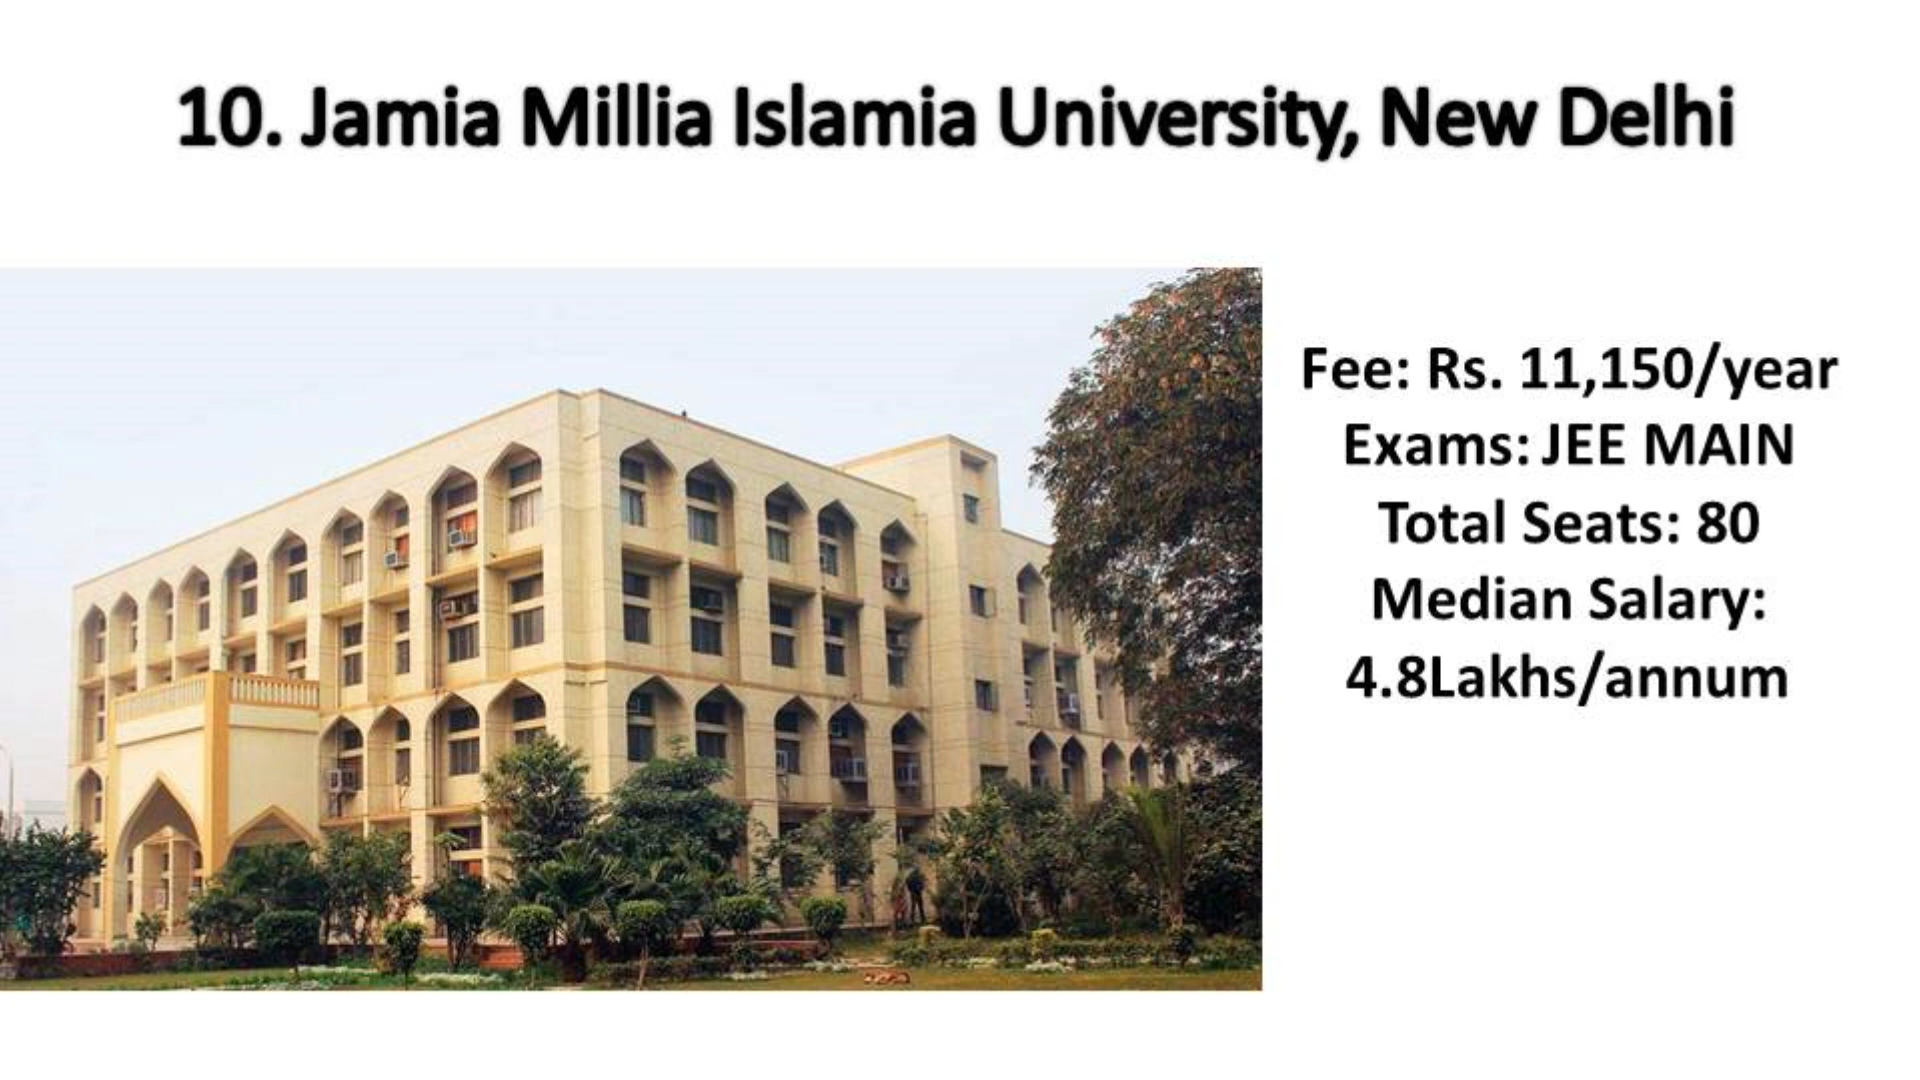 10. Jamia Millia Islamia University, New Delhi
Fee: Rs. 11,150/year
Exams: JEE MAIN
Total Seats: 80
Median Salary:
4.8Lakhs/annum